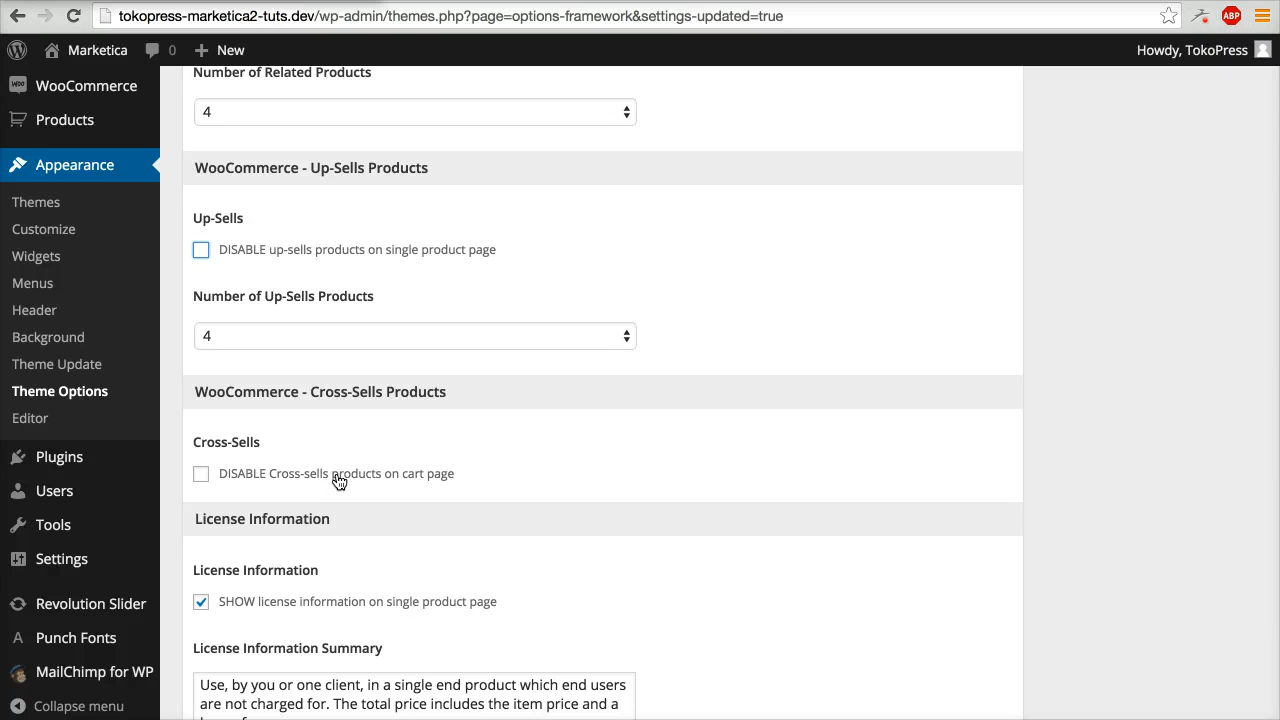 tokopress-marketica2-tuts.dev/wp-admin/themes.php?page=options-framework&settings-updated=true
ABP
Marketica
0
New
Howdy, TokoPress
WooCommerce
Products
Appearance
Themes
Customize
Widgets
Menus
Header
Background
Theme Update
Theme Options
Editor
Plugins
Users
Tools
Settings
Revolution Slider
Punch Fonts
MailChimp for WP
Collapse menu
Number of Related Products
4
WooCommerce - Up-Sells Products
Up-Sells
DISABLE up-sells products on single product page
Number of Up-Sells Products
4
WooCommerce - Cross-Sells Products
Cross-Sells
DISABLE Cross-sells products on cart page
License Information
License Information
SHOW license information on single product page
License Information Summary
Use, by you or one client, in a single end product which end users
are not charged for. The total price includes the item price and a